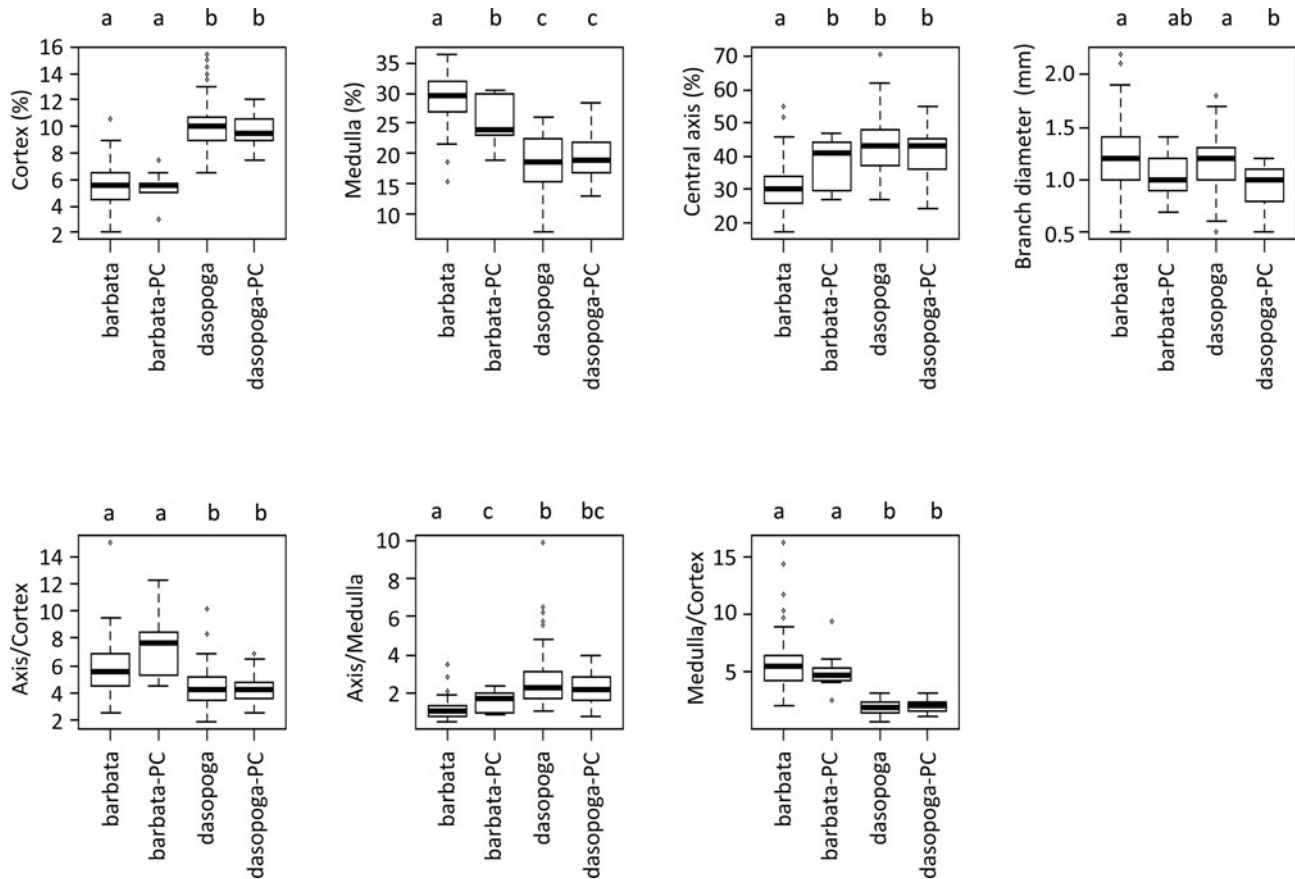 a a b b
a b c c
a b b b
a ab a b
Cortex (%)
16
14
12
10
8
6
4
2
barbata
barbata-PC
dasopoga
dasopoga-PC
Medulla (%)
35
30
25
20
15
10
barbata
barbata-PC
dasopoga
dasopoga-PC
Central axis (%)
70
60
50
40
30
20
barbata
barbata-PC
dasopoga
dasopoga-PC
Branch diameter (mm)
2.0
1.5
1.0
0.5
barbata
barbata-PC
dasopoga
dasopoga-PC
a a b b
a c b bc
a a b b
Axis/Cortex
14
12
10
8
6
4
2
barbata
barbata-PC
dasopoga
dasopoga-PC
Axis/Medulla
10
8
6
4
2
barbata
barbata-PC
dasopoga
dasopoga-PC
Medulla/Cortex
15
10
5
barbata
barbata-PC
dasopoga
dasopoga-PC